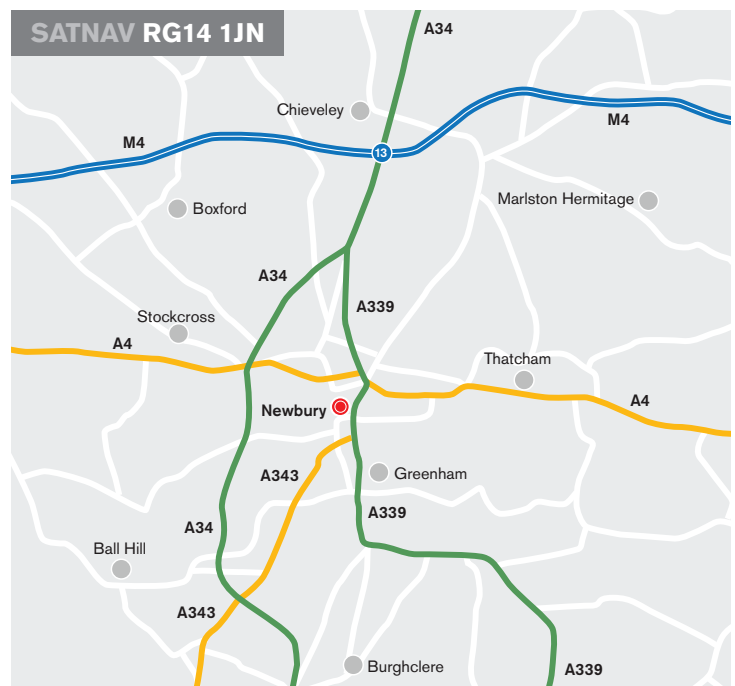 SATNAV RG14 1JN
A34
Chieveley
M4
M4
13
Marlston Hermitage
Boxford
A34
A339
Stockcross
A4
Thatcham
Newbury
A4
A343
Greenham
A339
A34
Ball Hill
A343
Burghclere
A339